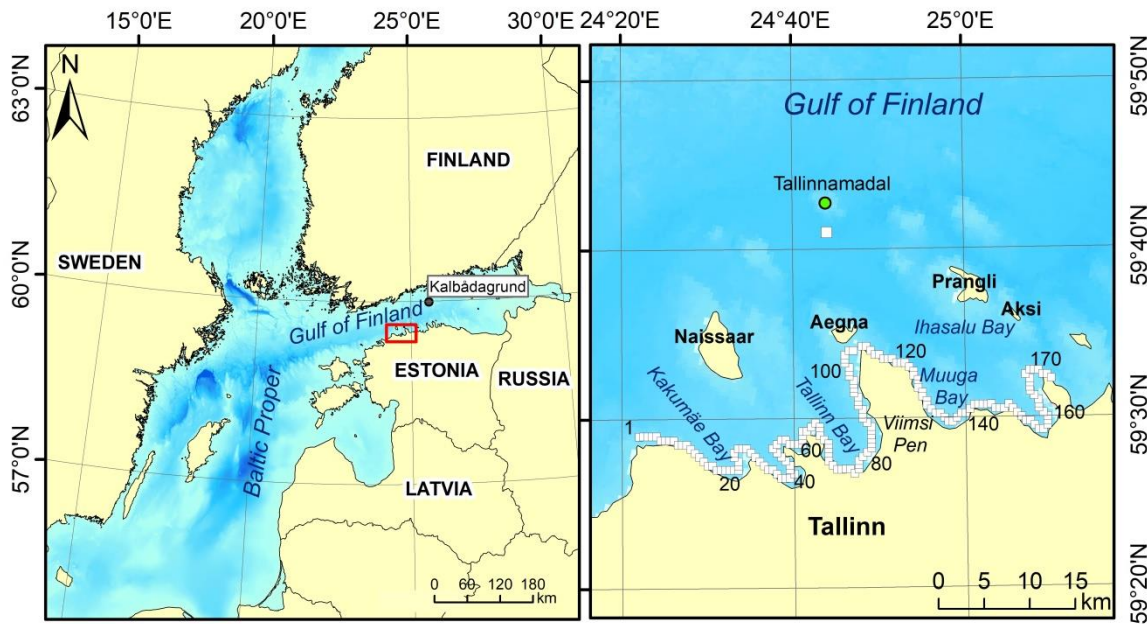 15°0'E 20°0'E 25°0'E 30°0'E
63°0'N
60°0'N
57°0'N
N
FINLAND
SWEDEN
Kalbådagrund
Gulf of Finland
ESTONIA
RUSSIA
Baltic Proper
LATVIA
0 60 120 180
km
24°20'E 24°40'E 25°0'E
59°50'N
59°40'N
59°30'N
59°20'N
Gulf of Finland
Tallinnamadal
Prangli
Aksi
Aegna
Naissaar
Ihasalu Bay
100
120
170
Muuga
Bay
Kakumäe Bay
Tallinn Bay
160
1
Viimsi
Pen
140
60
80
20
40
Tallinn
0 5 10 15
km